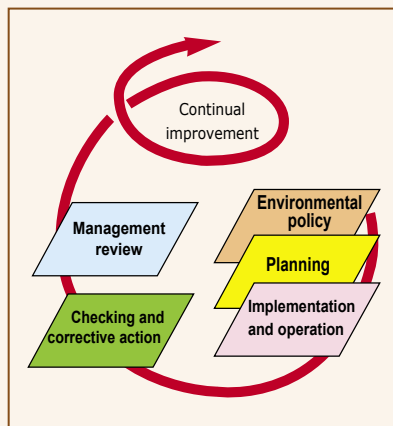 Continual
improvement
Environmental
policy
Planning
Implementation
and operation
Checking and
corrective action
Management
review